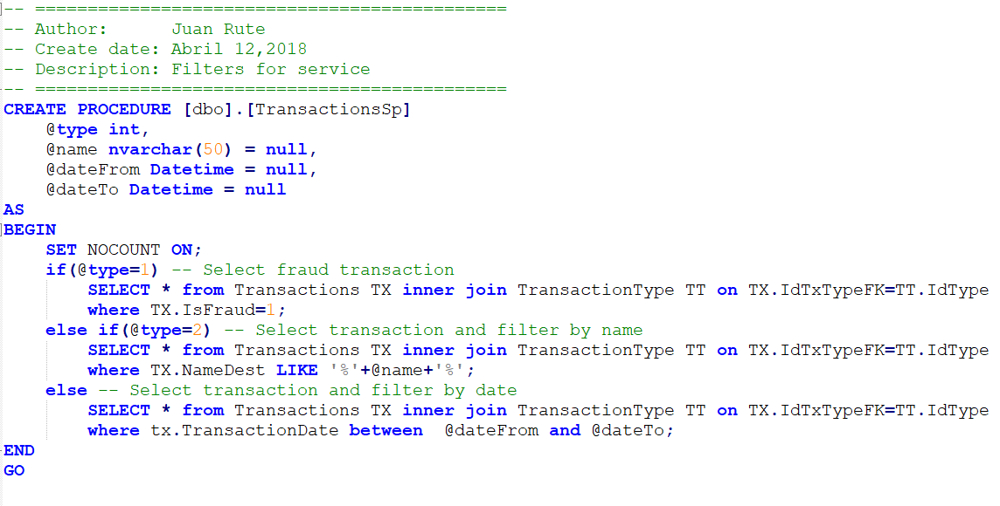 -- =============================================
-- Author:      Juan Rute
-- Create date: Abril 12,2018
-- Description: Filters for service
-- =============================================
CREATE PROCEDURE [dbo].[TransactionsSp]
    @type int,
    @name nvarchar(50) = null,
    @dateFrom Datetime = null,
    @dateTo Datetime = null
AS
BEGIN
    SET NOCOUNT ON;
    if(@type=1) -- Select fraud transaction
        SELECT * from Transactions TX inner join TransactionType TT on TX.IdTxTypeFK=TT.IdType
        where TX.IsFraud=1;
    else if(@type=2) -- Select transaction and filter by name
        SELECT * from Transactions TX inner join TransactionType TT on TX.IdTxTypeFK=TT.IdType
        where TX.NameDest LIKE '%'+@name+'%';
    else -- Select transaction and filter by date
        SELECT * from Transactions TX inner join TransactionType TT on TX.IdTxTypeFK=TT.IdType
        where tx.TransactionDate between  @dateFrom and @dateTo;
END
GO